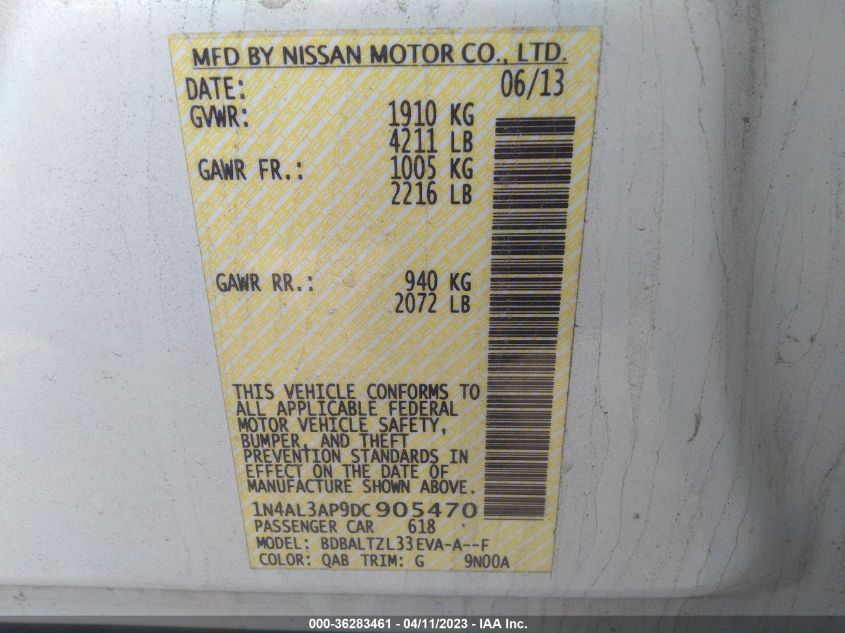 MFD BY NISSAN MOTOR CO., LTD.
DATE: 06/13
GVWR: 1910 KG
4211 LB
GAWR FR.: 1005 KG
2216 LB
GAWR RR.: 940 KG
2072 LB
THIS VEHICLE CONFORMS TO
ALL APPLICABLE FEDERAL
MOTOR VEHICLE SAFETY,
BUMPER, AND THEFT
PREVENTION STANDARDS IN
EFFECT ON THE DATE OF
MANUFACTURE SHOWN ABOVE.
1N4AL3AP9DC905470
PASSENGER CAR 618
MODEL: BDBALTZL33EVA-A--F
COLOR: QAB TRIM: G 9N00A
000-36283461 - 04/11/2023 - IAA Inc.